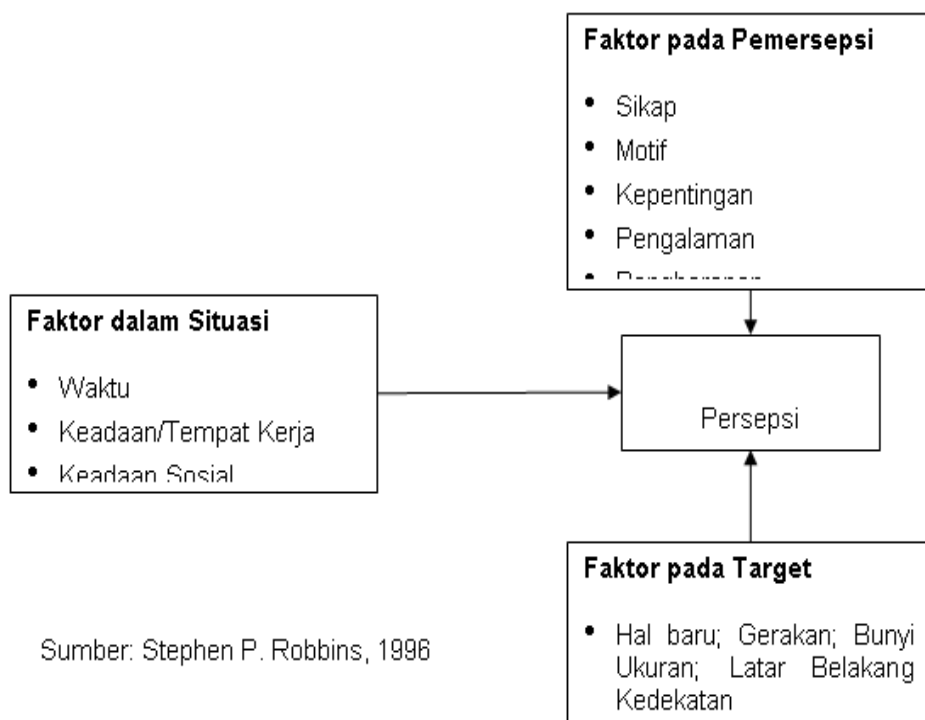 Faktor pada Pemersepsi
• Sikap
• Motif
• Kepentingan
• Pengalaman
• Pengharapan
Faktor dalam Situasi
• Waktu
• Keadaan/Tempat Kerja
• Keadaan Sosial
Persepsi
Faktor pada Target
• Hal baru; Gerakan; Bunyi
Ukuran; Latar Belakang
Kedekatan
Sumber: Stephen P. Robbins, 1996